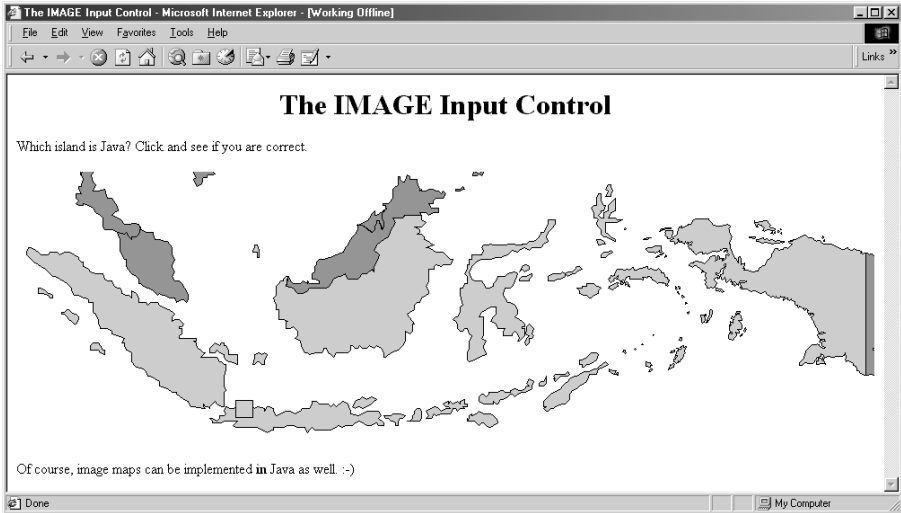 The IMAGE Input Control - Microsoft Internet Explorer - [Working Offline]
File Edit View Favorites Tools Help
Links »
The IMAGE Input Control
Which island is Java? Click and see if you are correct.
Of course, image maps can be implemented in Java as well. :-)
Done My Computer